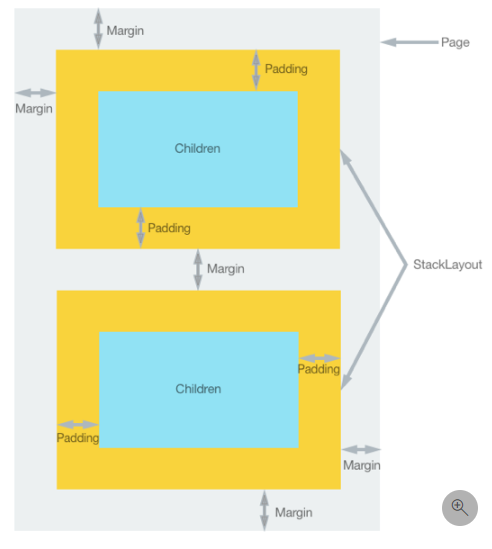 Margin
Page
Padding
Margin
Children
Padding
Margin
StackLayout
Padding
Children
Padding
Margin
Margin